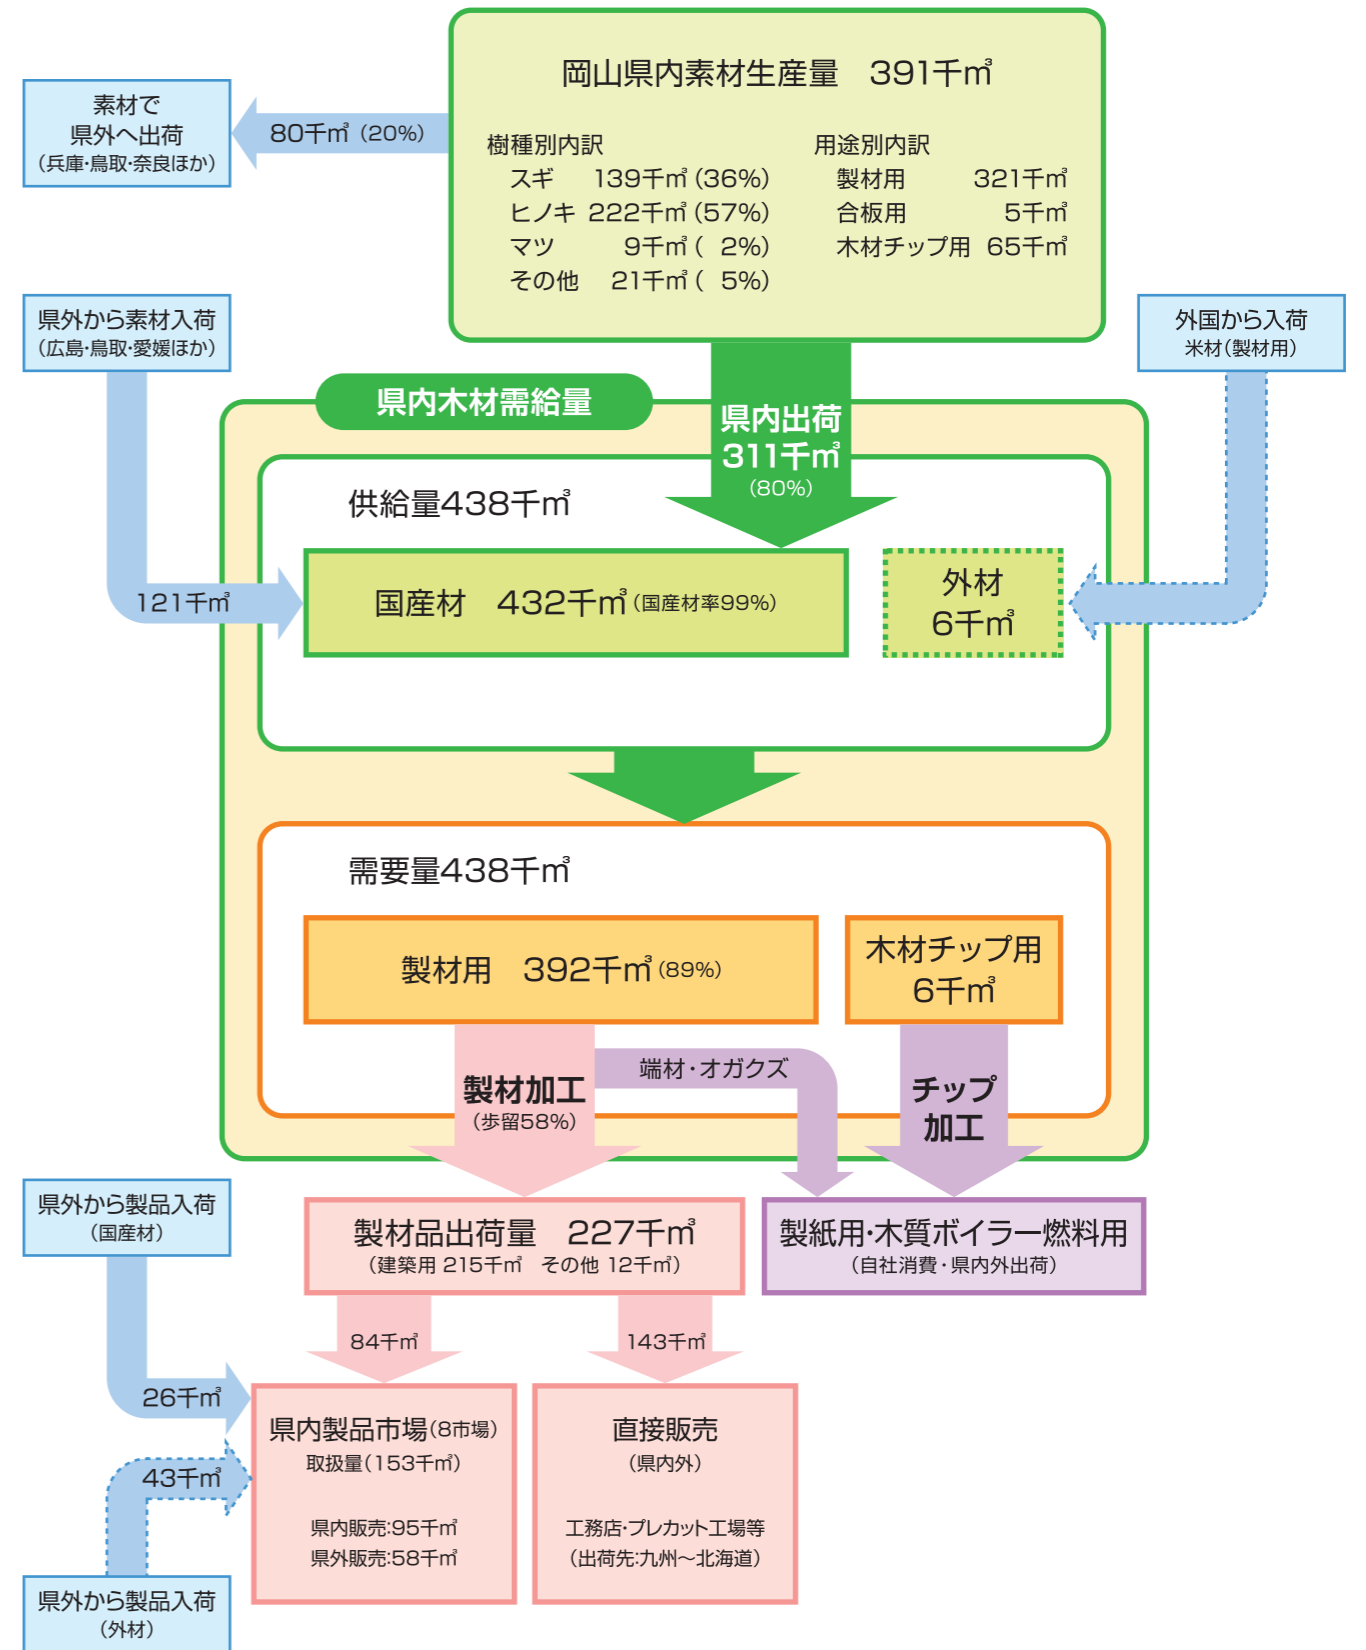 岡山県内素材生産量　391千㎥
樹種別内訳
スギ　139千㎥(36%)
ヒノキ 222千㎥(57%)
マツ　9千㎥( 2%)
その他　21千㎥( 5%)
用途別内訳
製材用　321千㎥
合板用　5千㎥
木材チップ用 65千㎥
素材で
県外へ出荷
(兵庫・鳥取・奈良ほか)
80千㎥ (20%)
県外から素材入荷
(広島・鳥取・愛媛ほか)
121千㎥
外国から入荷
米材(製材用)
県内木材需給量
県内出荷
311千㎥
(80%)
供給量438千㎥
国産材　432千㎥(国産材率99%)
外材
6千㎥
需要量438千㎥
製材用　392千㎥(89%)
木材チップ用
6千㎥
製材加工
(歩留58%)
端材・オガクズ
チップ
加工
製材品出荷量　227千㎥
(建築用 215千㎥　その他 12千㎥)
製紙用・木質ボイラー燃料用
(自社消費・県内外出荷)
県外から製品入荷
(国産材)
26千㎥
84千㎥
143千㎥
県内製品市場(8市場)
取扱量(153千㎥)
県内販売:95千㎥
県外販売:58千㎥
直接販売
(県内外)
工務店・プレカット工場等
(出荷先:九州〜北海道)
43千㎥
県外から製品入荷
(外材)